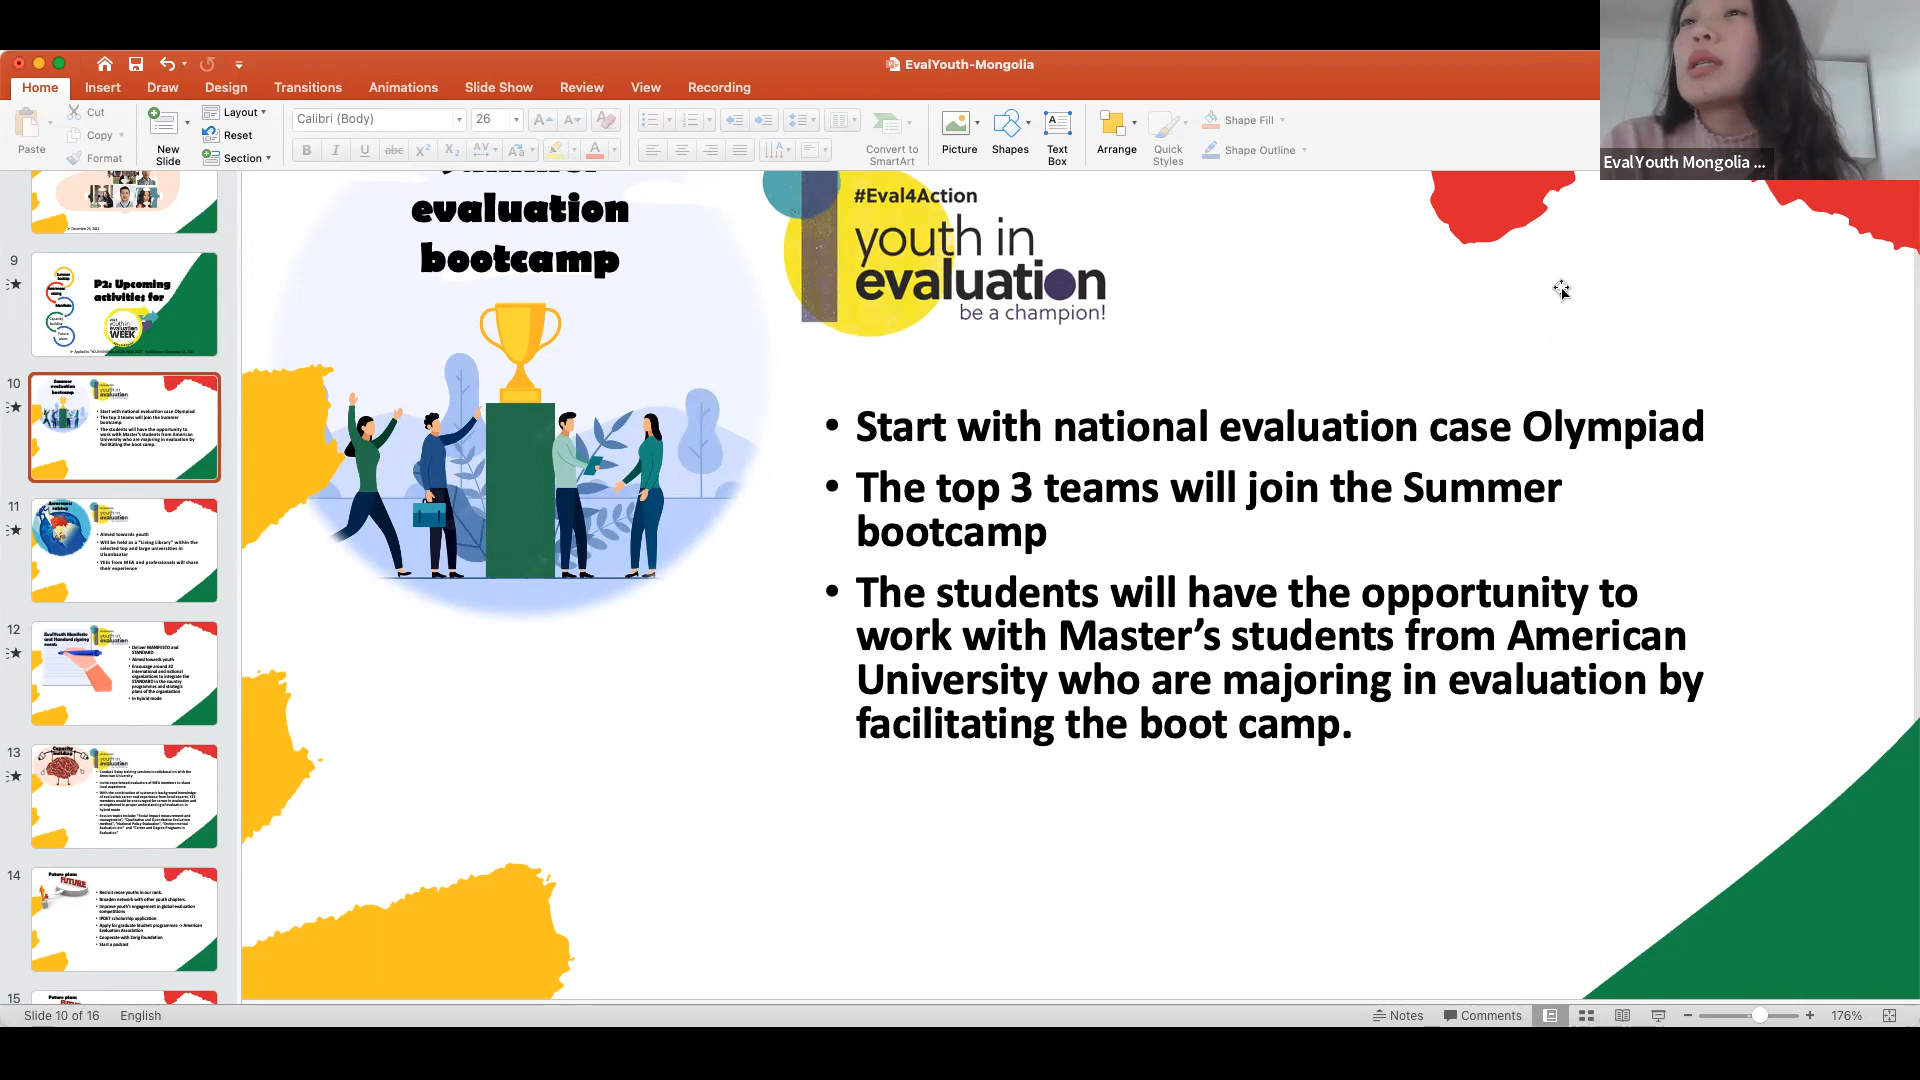 EvalYouth-Mongolia
Home Insert Draw Design Transitions Animations Slide Show Review View Recording
Paste
Cut
Copy
Format
New
Slide
Layout
Reset
Section
Calibri (Body) 26
Convert to
SmartArt
Picture
Shapes
Text
Box
Arrange
Quick
Styles
Shape Fill
Shape Outline
EvalYouth Mongolia ...
9
P2: Upcoming
activities for
10
11
12
13
14
15
evaluation
bootcamp
#Eval4Action
youth in
evaluation
be a champion!
• Start with national evaluation case Olympiad
• The top 3 teams will join the Summer
bootcamp
• The students will have the opportunity to
work with Master’s students from American
University who are majoring in evaluation by
facilitating the boot camp.
Slide 10 of 16 English
Notes Comments 176%